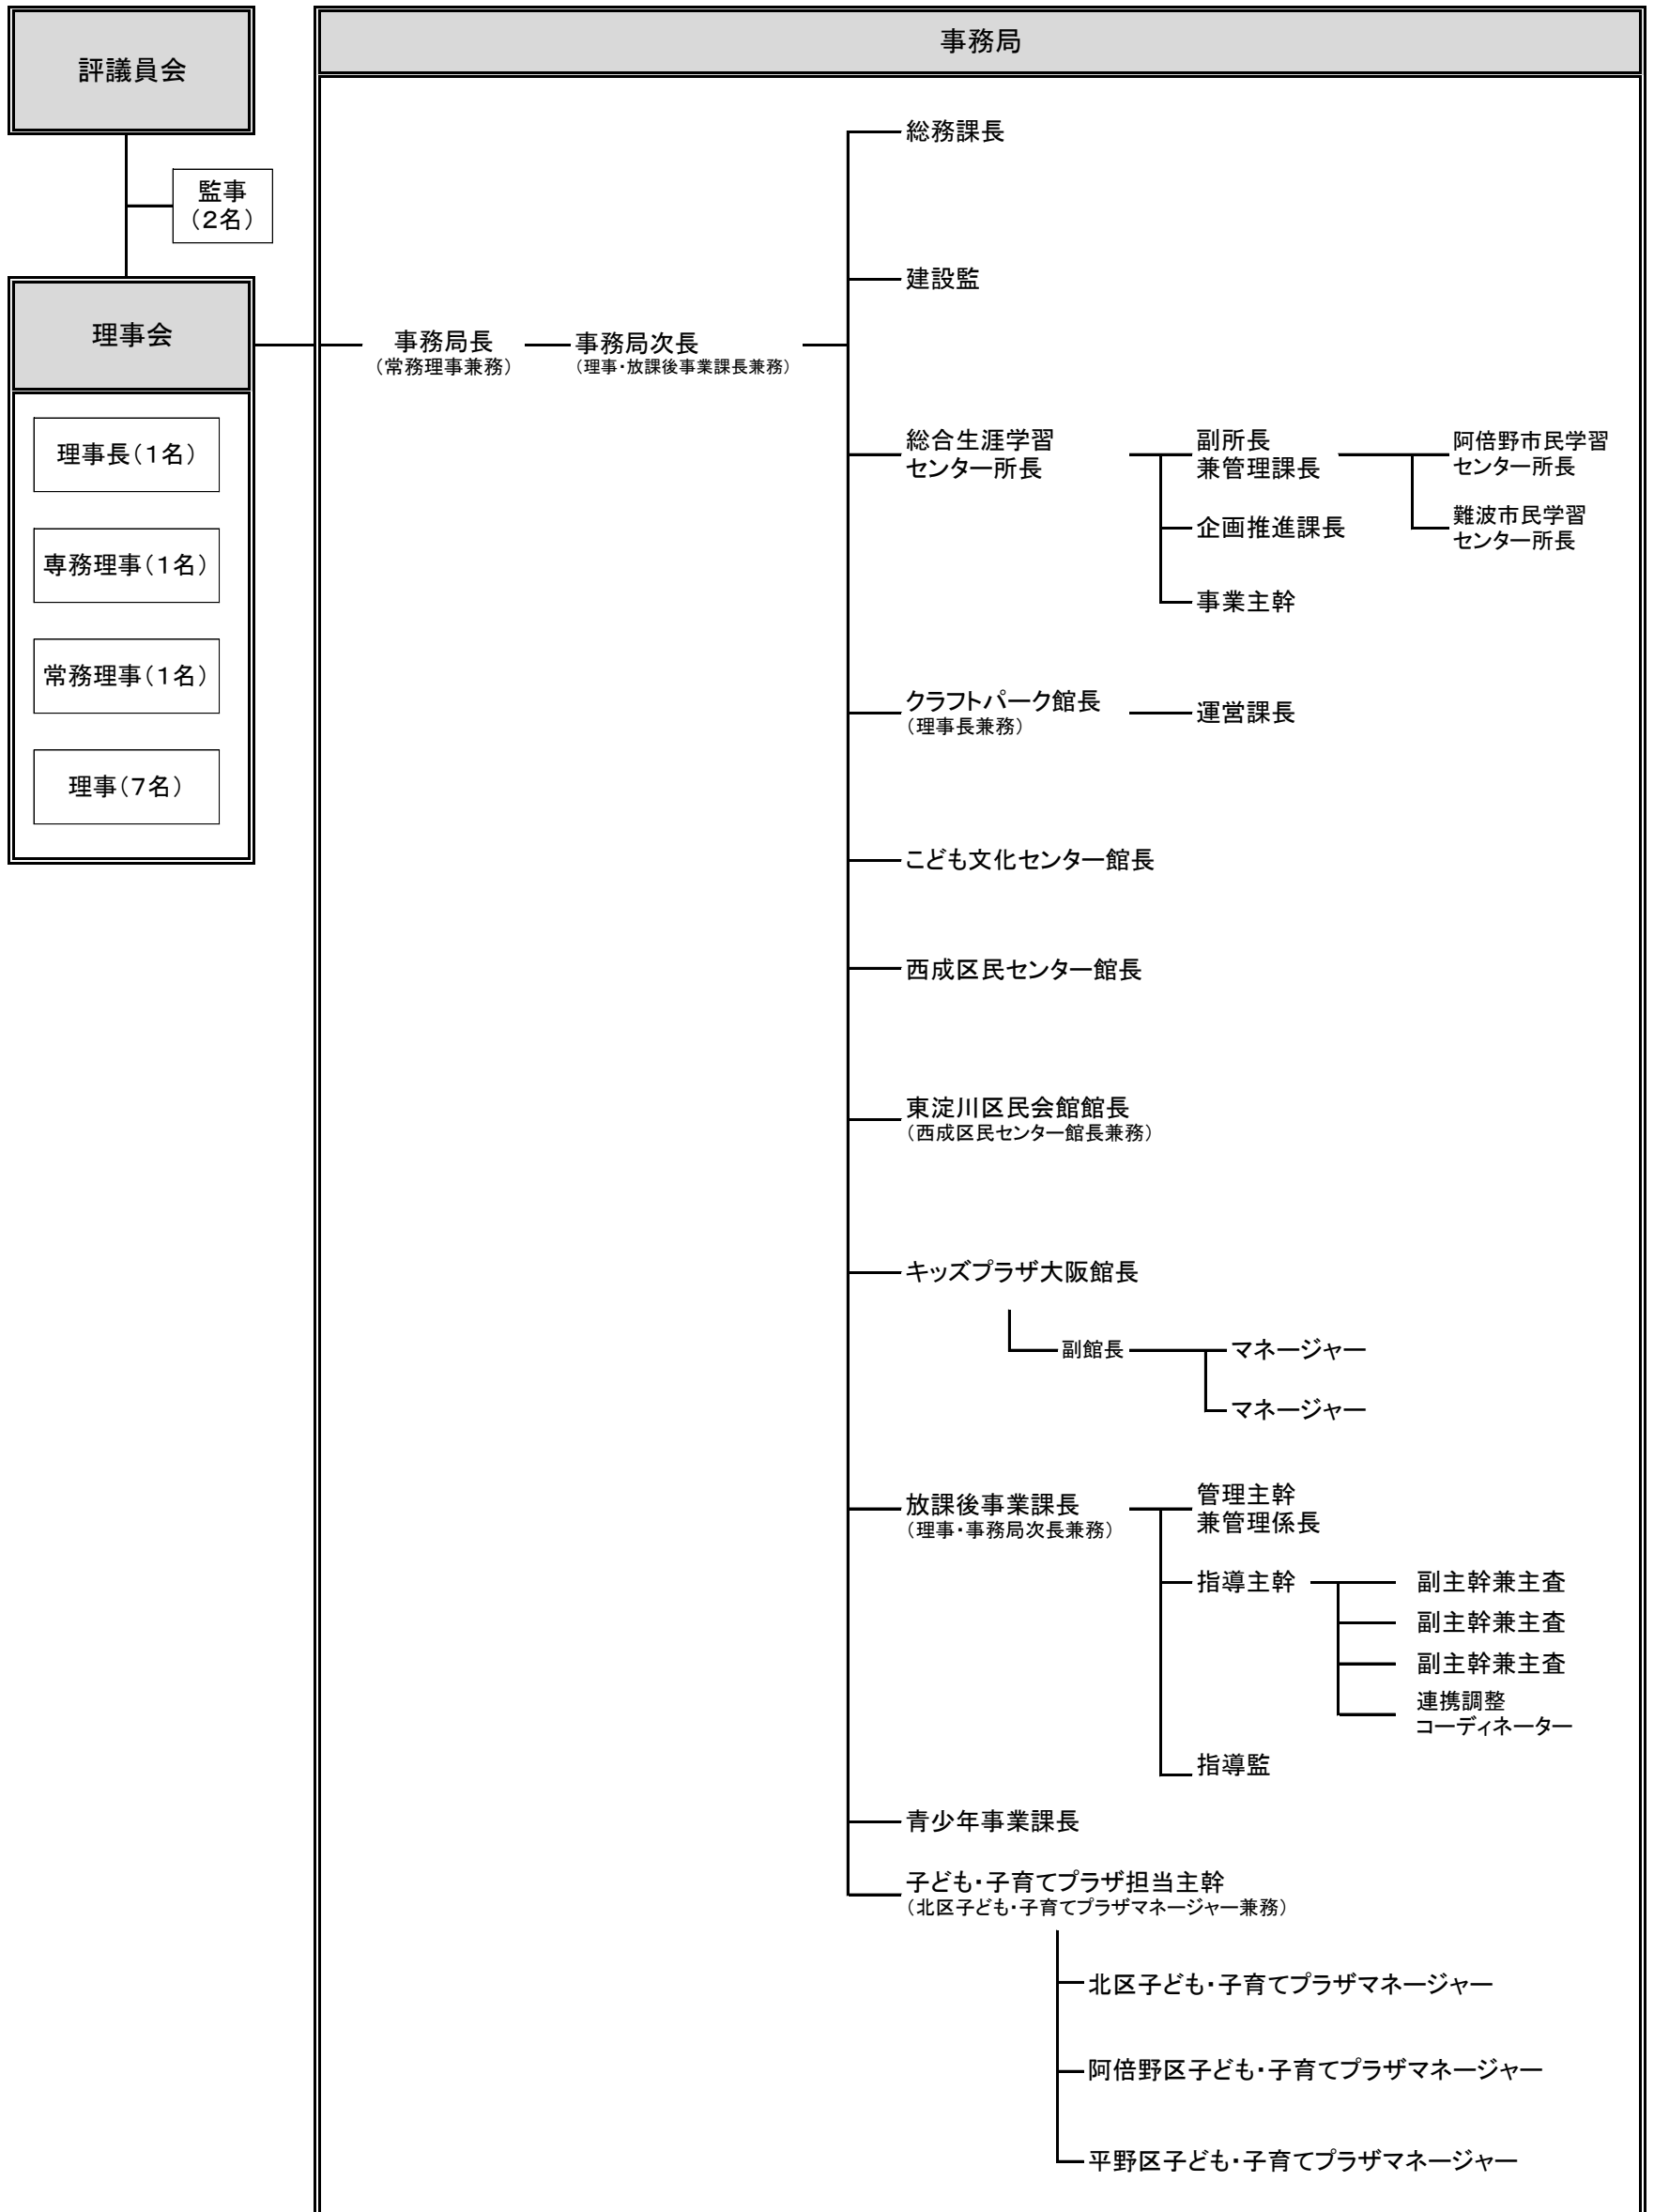 評議員会
監事
（2名）
理事会
理事長（1名）
専務理事（1名）
常務理事（1名）
理事（7名）
事務局
事務局長
（常務理事兼務）
事務局次長
（理事・放課後事業課長兼務）
総務課長
建設監
総合生涯学習
センター所長
副所長
兼管理課長
阿倍野市民学習
センター所長
難波市民学習
センター所長
企画推進課長
事業主幹
クラフトパーク館長
（理事長兼務）
運営課長
こども文化センター館長
西成区民センター館長
東淀川区民会館館長
（西成区民センター館長兼務）
キッズプラザ大阪館長
副館長
マネージャー
マネージャー
放課後事業課長
（理事・事務局次長兼務）
管理主幹
兼管理係長
指導主幹
副主幹兼主査
副主幹兼主査
副主幹兼主査
連携調整
コーディネーター
指導監
青少年事業課長
子ども・子育てプラザ担当主幹
（北区子ども・子育てプラザマネージャー兼務）
北区子ども・子育てプラザマネージャー
阿倍野区子ども・子育てプラザマネージャー
平野区子ども・子育てプラザマネージャー